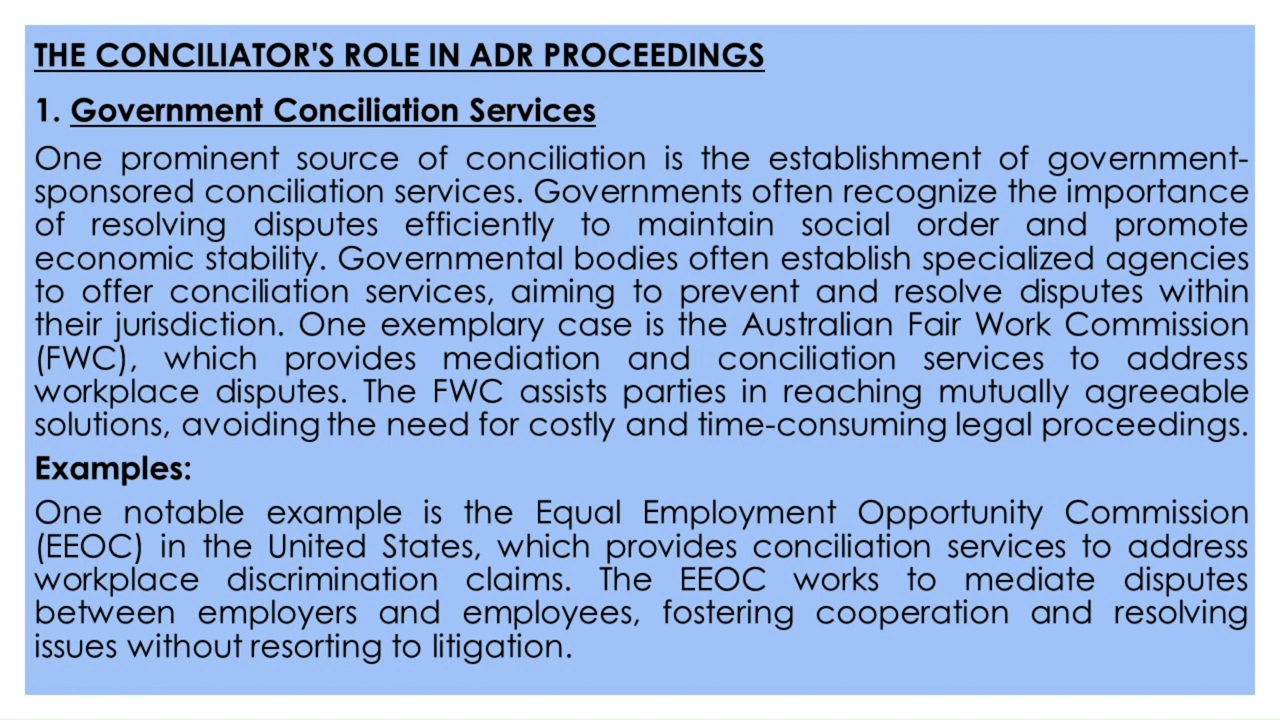 THE CONCILIATOR'S ROLE IN ADR PROCEEDINGS
1. Government Conciliation Services
One prominent source of conciliation is the establishment of government-
sponsored conciliation services. Governments often recognize the importance
of resolving disputes efficiently to maintain social order and promote
economic stability. Governmental bodies often establish specialized agencies
to offer conciliation services, aiming to prevent and resolve disputes within
their jurisdiction. One exemplary case is the Australian Fair Work Commission
(FWC), which provides mediation and conciliation services to address
workplace disputes. The FWC assists parties in reaching mutually agreeable
solutions, avoiding the need for costly and time-consuming legal proceedings.
Examples:
One notable example is the Equal Employment Opportunity Commission
(EEOC) in the United States, which provides conciliation services to address
workplace discrimination claims. The EEOC works to mediate disputes
between employers and employees, fostering cooperation and resolving
issues without resorting to litigation.